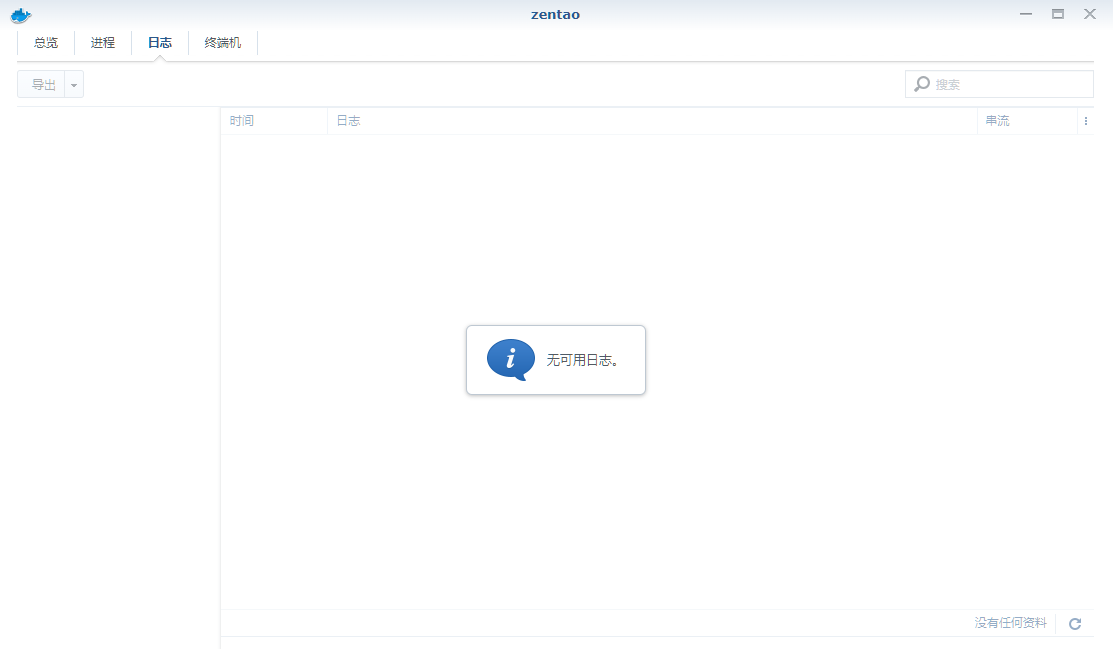 zentao
总览 进程 日志 终端机
导出 搜索
时间 日志 串流
无可用日志。
没有任何资料